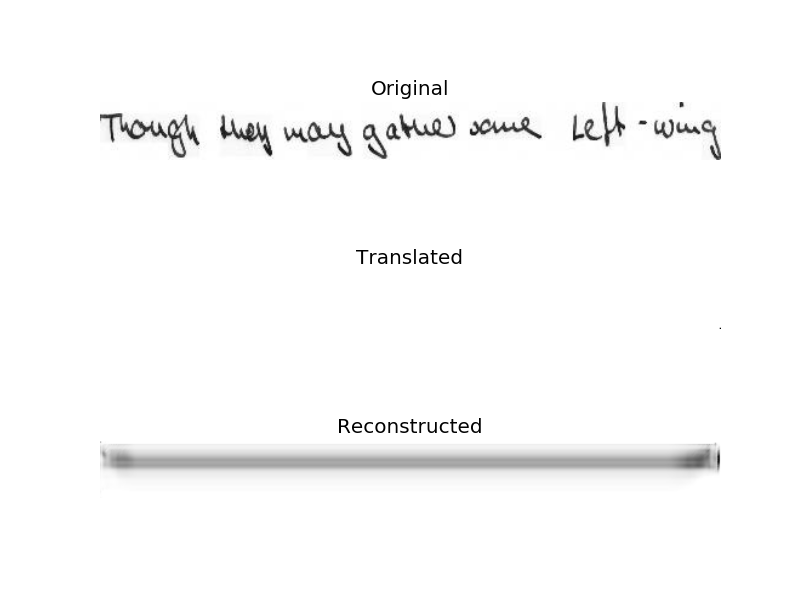 Original
Though they may gather some Left-wing
Translated
Reconstructed